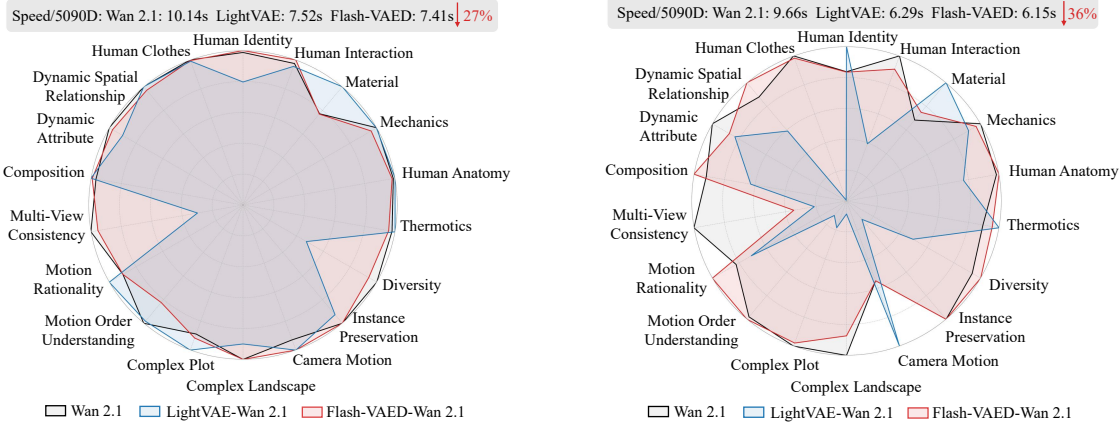 Speed/5090D: Wan 2.1: 10.14s LightVAE: 7.52s Flash-VAED: 7.41s 27%
Human Identity
Human Clothes
Human Interaction
Dynamic Spatial
Relationship
Material
Dynamic
Attribute
Mechanics
Composition
Human Anatomy
Multi-View
Consistency
Thermotics
Motion
Rationality
Diversity
Motion Order
Understanding
Instance
Preservation
Complex Plot
Camera Motion
Complex Landscape
Wan 2.1
LightVAE-Wan 2.1
Flash-VAED-Wan 2.1
Speed/5090D: Wan 2.1: 9.66s LightVAE: 6.29s Flash-VAED: 6.15s 36%
Human Identity
Human Clothes
Human Interaction
Dynamic Spatial
Relationship
Material
Dynamic
Attribute
Mechanics
Composition
Human Anatomy
Multi-View
Consistency
Thermotics
Motion
Rationality
Diversity
Motion Order
Understanding
Instance
Preservation
Complex Plot
Camera Motion
Complex Landscape
Wan 2.1
LightVAE-Wan 2.1
Flash-VAED-Wan 2.1